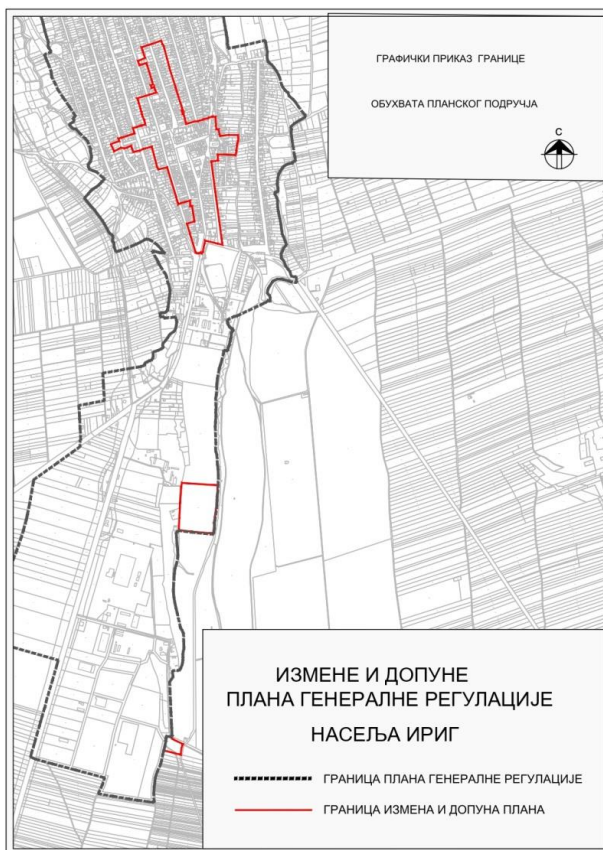 ГРАФИЧКИ ПРИКАЗ ГРАНИЦЕ
ОБУХВАТА ПЛАНСКОГ ПОДРУЧЈА
С
ИЗМЕНЕ И ДОПУНЕ
ПЛАНА ГЕНЕРАЛНЕ РЕГУЛАЦИЈЕ
НАСЕЉА ИРИГ
ГРАНИЦА ПЛАНА ГЕНЕРАЛНЕ РЕГУЛАЦИЈЕ
ГРАНИЦА ИЗМЕНА И ДОПУНА ПЛАНА